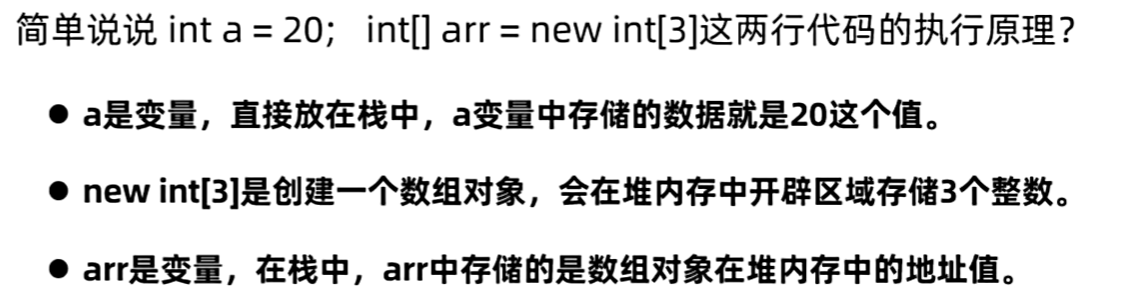 简单说说 int a = 20； int[] arr = new int[3]这两行代码的执行原理？
● a是变量，直接放在栈中，a变量中存储的数据就是20这个值。
● new int[3]是创建一个数组对象，会在堆内存中开辟区域存储3个整数。
● arr是变量，在栈中，arr中存储的是数组对象在堆内存中的地址值。